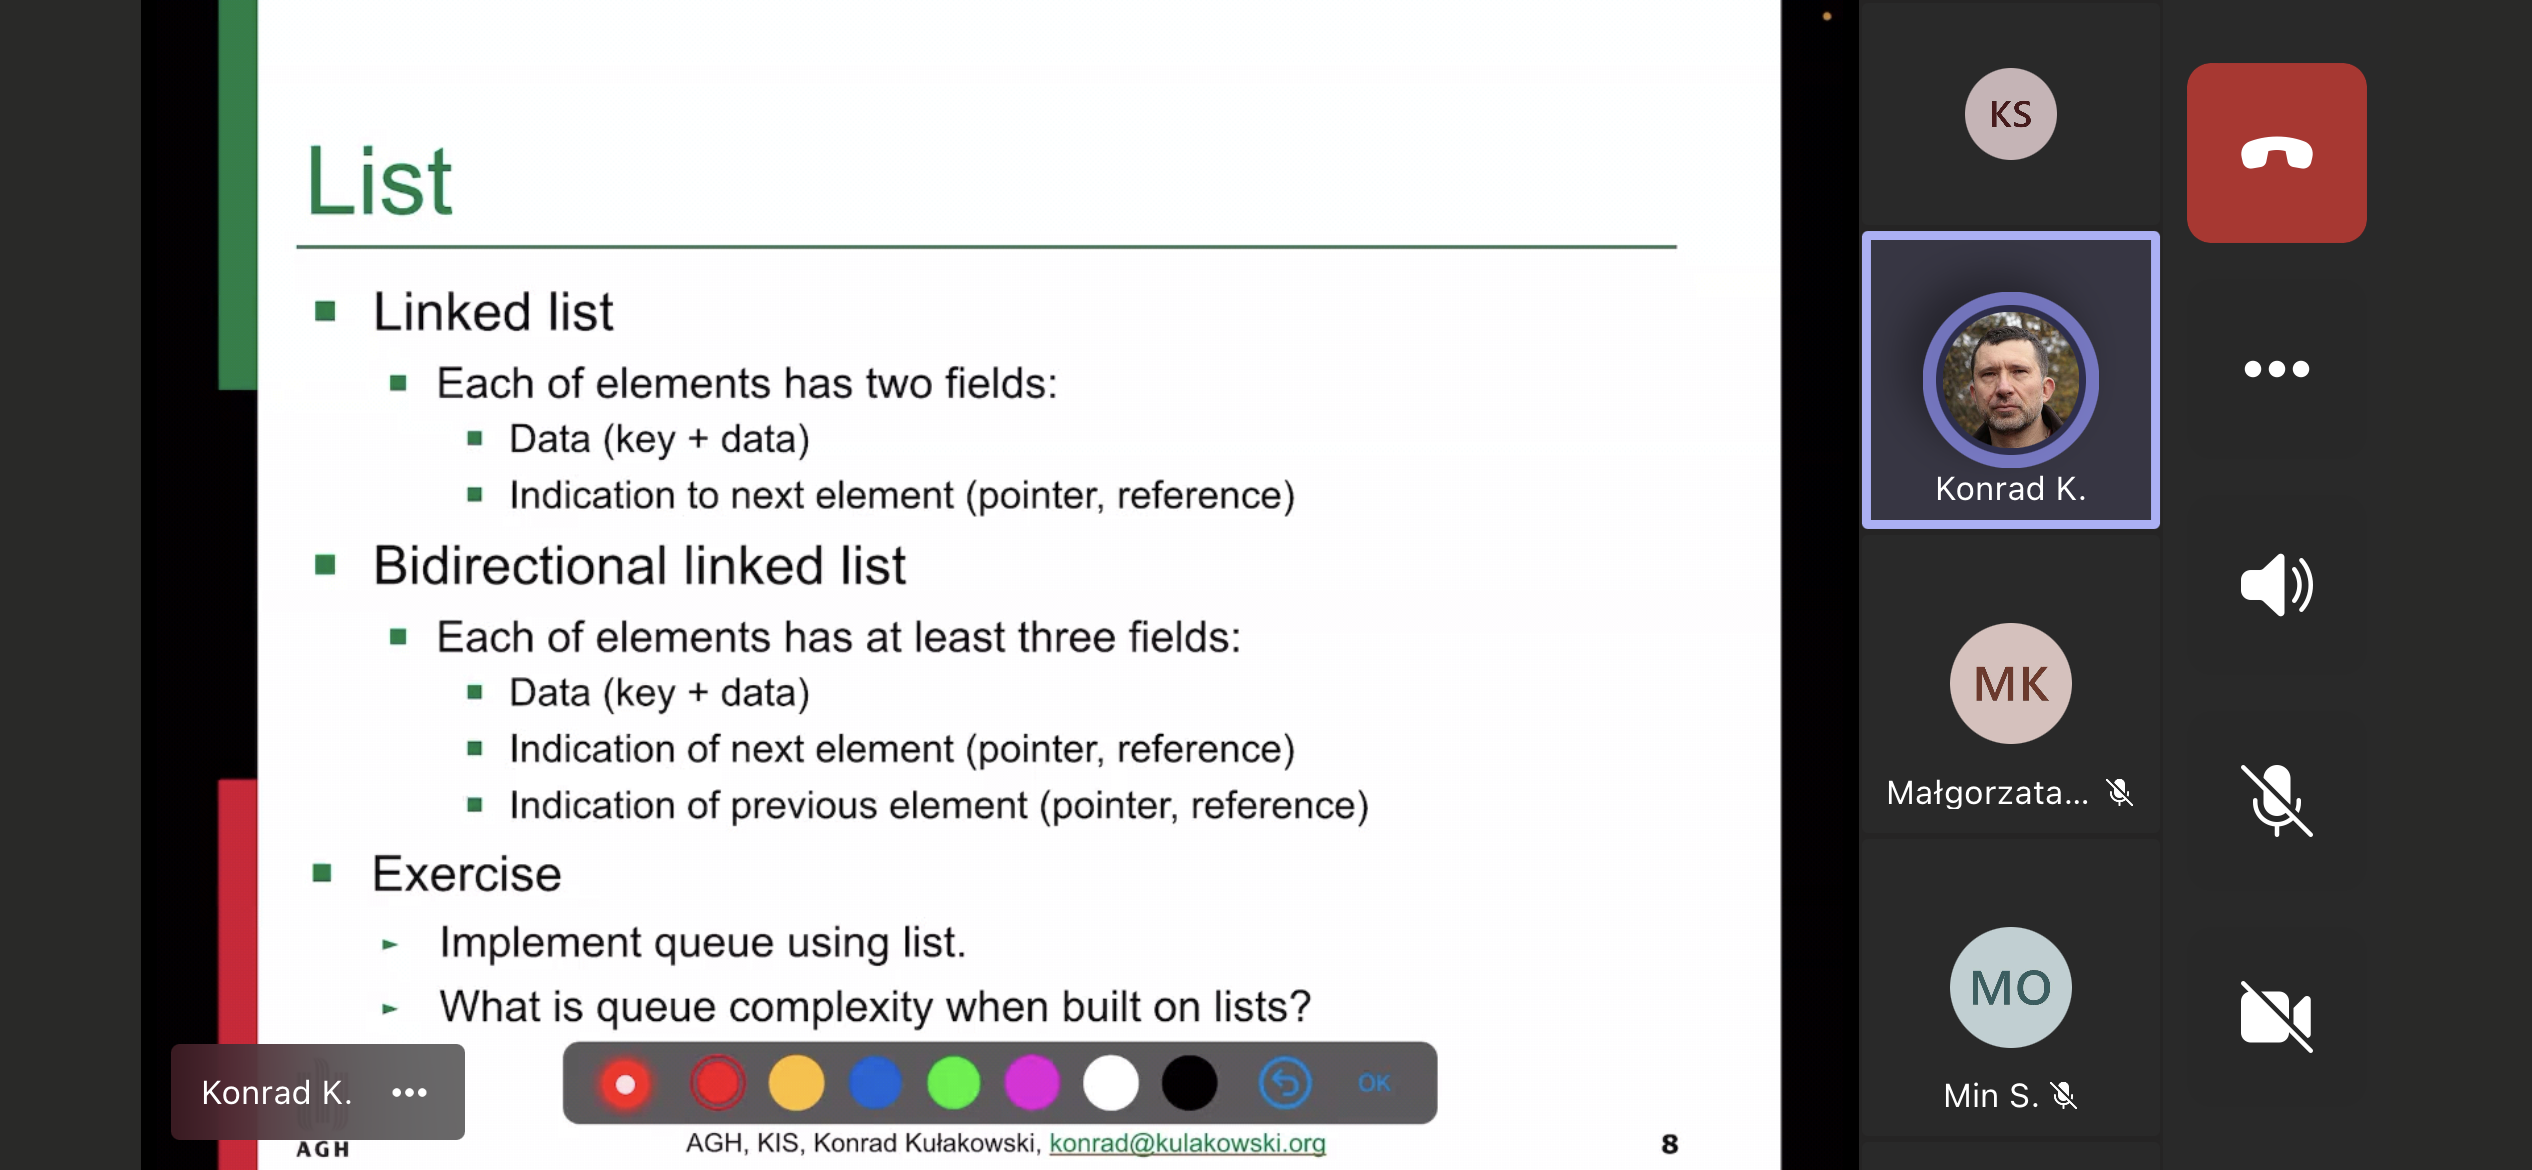 List
Linked list
Each of elements has two fields:
Data (key + data)
Indication to next element (pointer, reference)
Bidirectional linked list
Each of elements has at least three fields:
Data (key + data)
Indication of next element (pointer, reference)
Indication of previous element (pointer, reference)
Exercise
Implement queue using list.
What is queue complexity when built on lists?
OK
Konrad K.
AGH
AGH, KIS, Konrad Kułakowski, konrad@kulakowski.org
8
KS
Konrad K.
MK
Małgorzata...
MO
Min S.